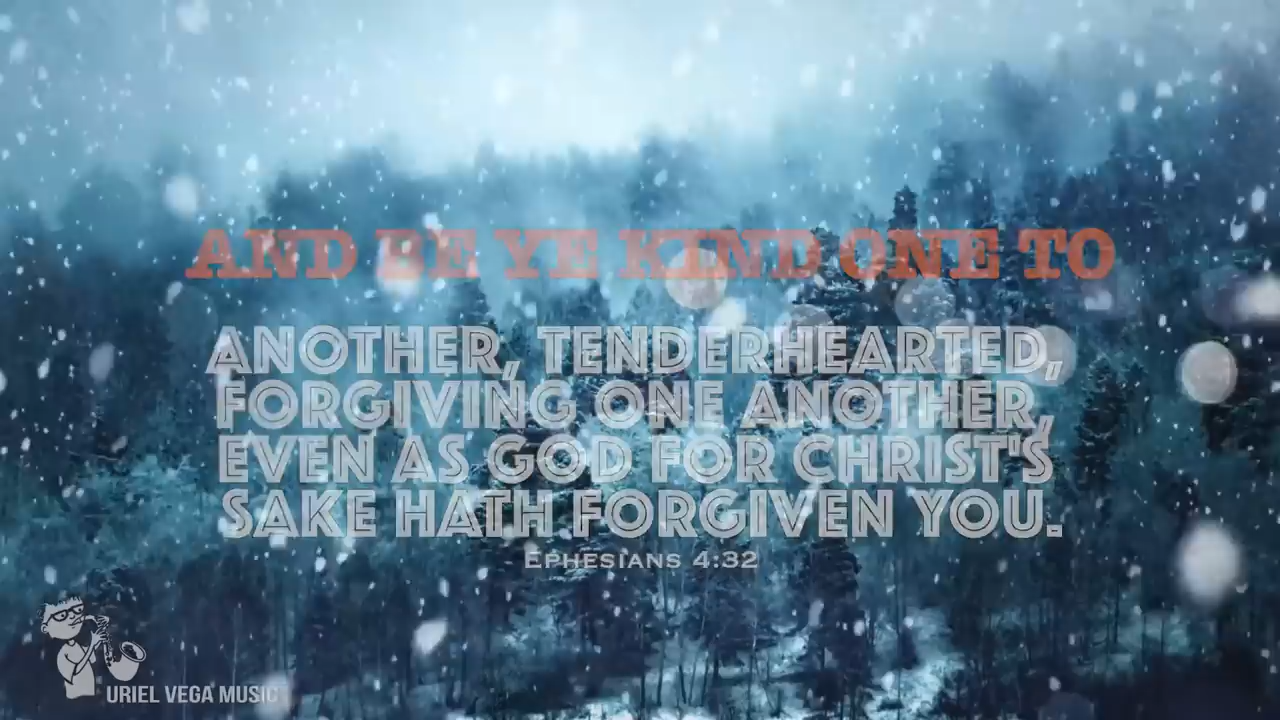 AND BE YE KIND ONE TO
ANOTHER, TENDERHEARTED,
FORGIVING ONE ANOTHER,
EVEN AS GOD FOR CHRIST'S
SAKE HATH FORGIVEN YOU.
EPHESIANS 4:32
URIEL VEGA MUSIC